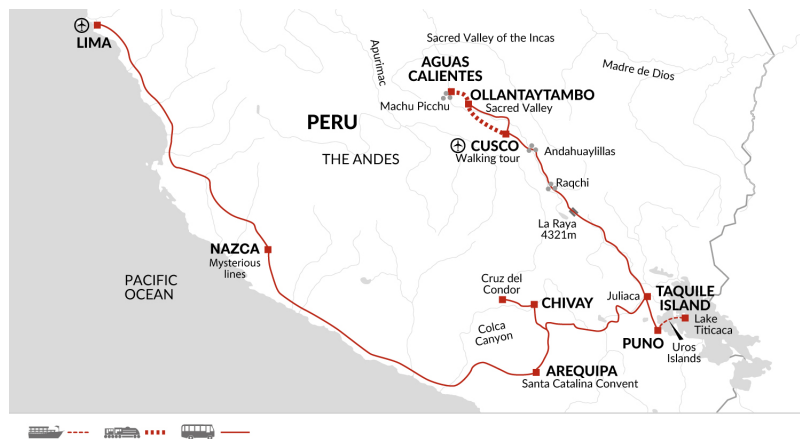 LIMA
Sacred Valley of the Incas
Apurimac
AGUAS
CALIENTES
Madre de Dios
OLLANTAYTAMBO
Machu Picchu
Sacred Valley
PERU
CUSCO
Walking tour
Andahuaylillas
THE ANDES
Raqchi
La Raya
4321m
NAZCA
Mysterious
lines
PACIFIC
OCEAN
Cruz del
Condor
CHIVAY
Juliaca
TAQUILE
ISLAND
Lake
Titicaca
Colca
Canyon
PUNO
Uros
Islands
AREQUIPA
Santa Catalina Convent